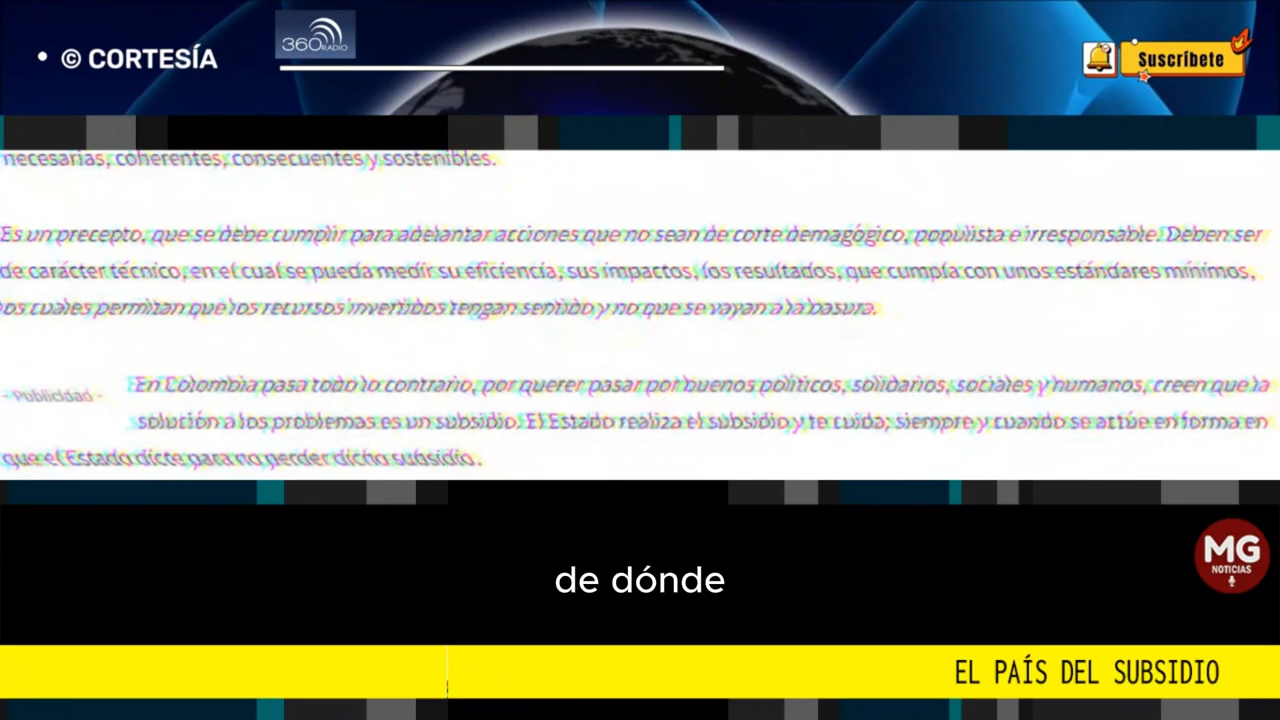 • © CORTESÍA
360RADIO
Suscríbete
necesarias, coherentes, consecuentes y sostenibles.
Es un precepto, que se debe cumplir para adelantar acciones que no sean de corte demagógico, populista e irresponsable. Deben ser
de carácter técnico, en el cual se pueda medir su eficiencia, sus impactos, los resultados, que cumpla con unos estándares mínimos,
os cuales permitan que los recursos invertidos tengan sentido y no que se vayan a la basura.
- Publicidad -
En Colombia pasa todo lo contrario, por querer pasar por buenos políticos, solidarios, sociales y humanos, creen que la
solución a los problemas es un subsidio. El Estado realiza el subsidio y te cuida; siempre y cuando se actúe en forma en
que el Estado dicte para no perder dicho subsidio.
MG
NOTICIAS
de dónde
EL PAÍS DEL SUBSIDIO